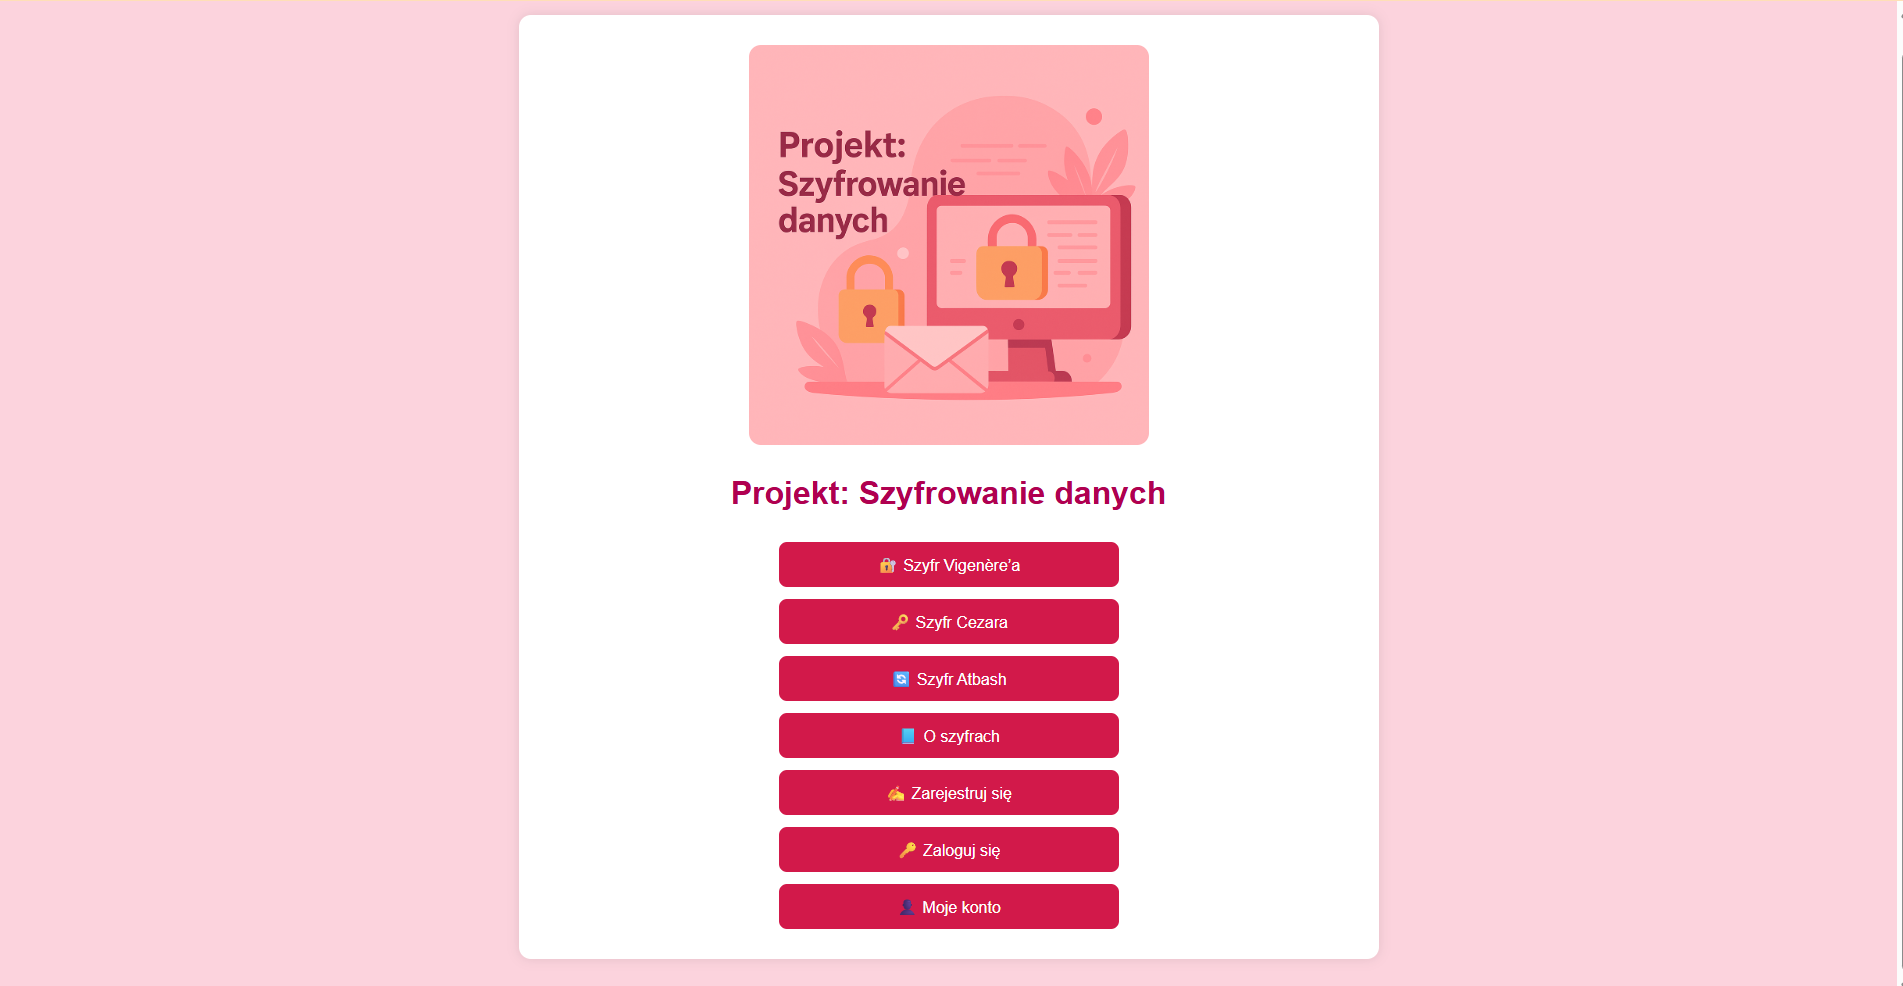 Projekt:
Szyfrowanie
danych
Projekt: Szyfrowanie danych
🔐 Szyfr Vigenère’a
🗝️ Szyfr Cezara
🔄 Szyfr Atbash
📘 O szyfrach
✍️ Zarejestruj się
🔑 Zaloguj się
👤 Moje konto